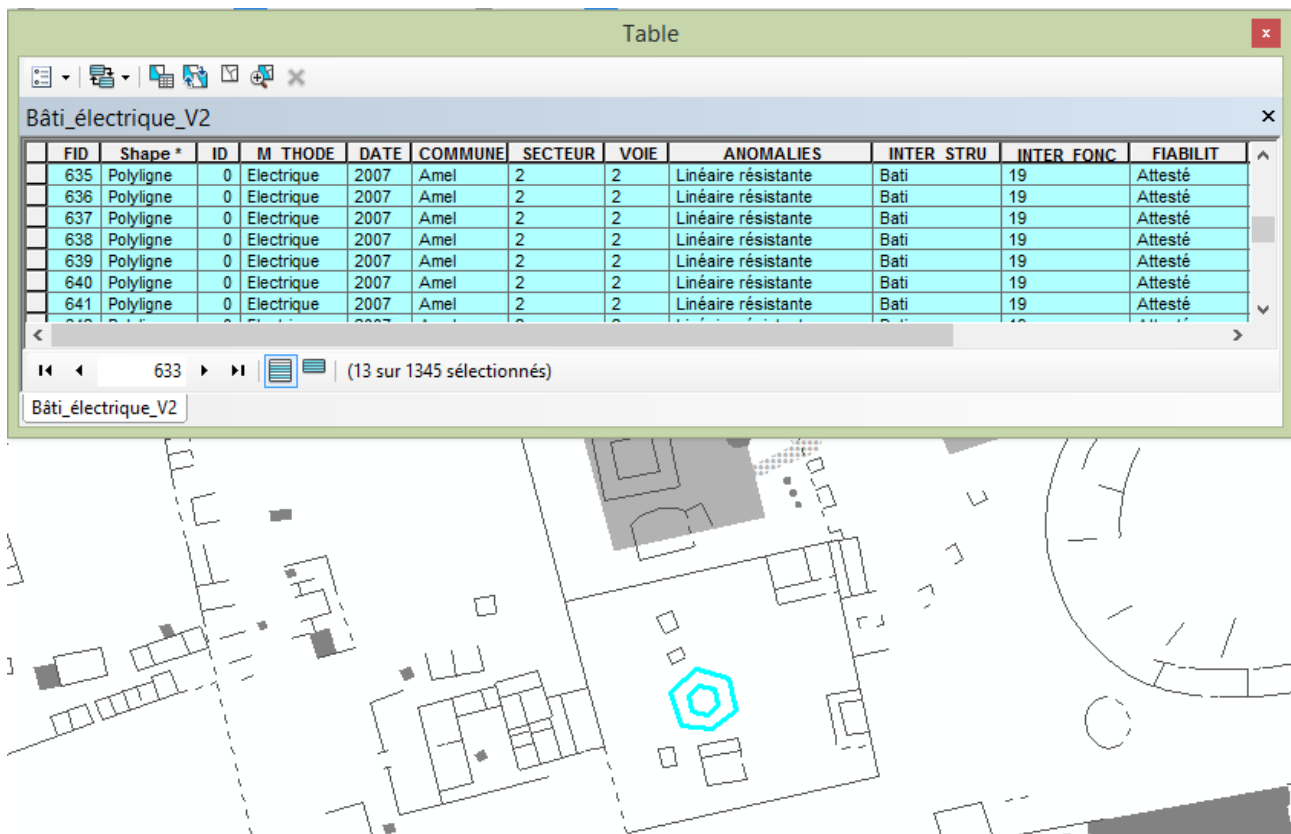 Table
Bâti_électrique_V2
FID Shape * ID M_THODE DATE COMMUNE SECTEUR VOIE ANOMALIES INTER_STRU INTER_FONC FIABILIT
635 Polyligne 0 Electrique 2007 Amel 2 2 Linéaire résistante Bati 19 Attesté
636 Polyligne 0 Electrique 2007 Amel 2 2 Linéaire résistante Bati 19 Attesté
637 Polyligne 0 Electrique 2007 Amel 2 2 Linéaire résistante Bati 19 Attesté
638 Polyligne 0 Electrique 2007 Amel 2 2 Linéaire résistante Bati 19 Attesté
639 Polyligne 0 Electrique 2007 Amel 2 2 Linéaire résistante Bati 19 Attesté
640 Polyligne 0 Electrique 2007 Amel 2 2 Linéaire résistante Bati 19 Attesté
641 Polyligne 0 Electrique 2007 Amel 2 2 Linéaire résistante Bati 19 Attesté
633 (13 sur 1345 sélectionnés)
Bâti_électrique_V2